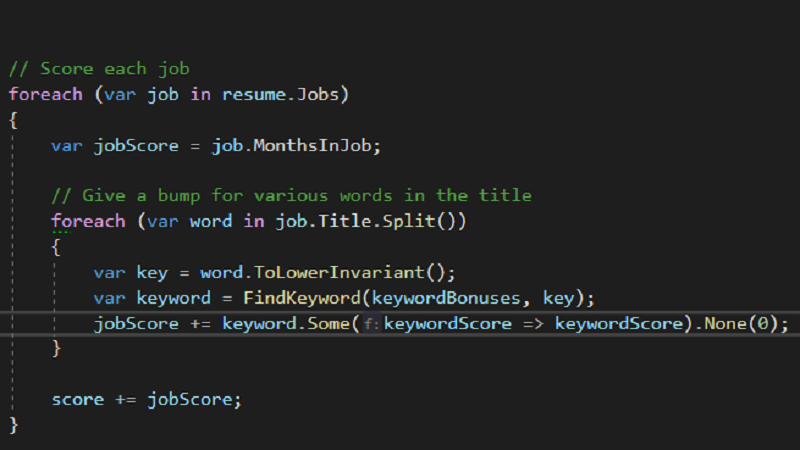 // Score each job
foreach (var job in resume.Jobs)
{
    var jobScore = job.MonthsInJob;

    // Give a bump for various words in the title
    foreach (var word in job.Title.Split())
    {
        var key = word.ToLowerInvariant();
        var keyword = FindKeyword(keywordBonuses, key);
        jobScore += keyword.Some(f:keywordScore => keywordScore).None(0);
    }

    score += jobScore;
}